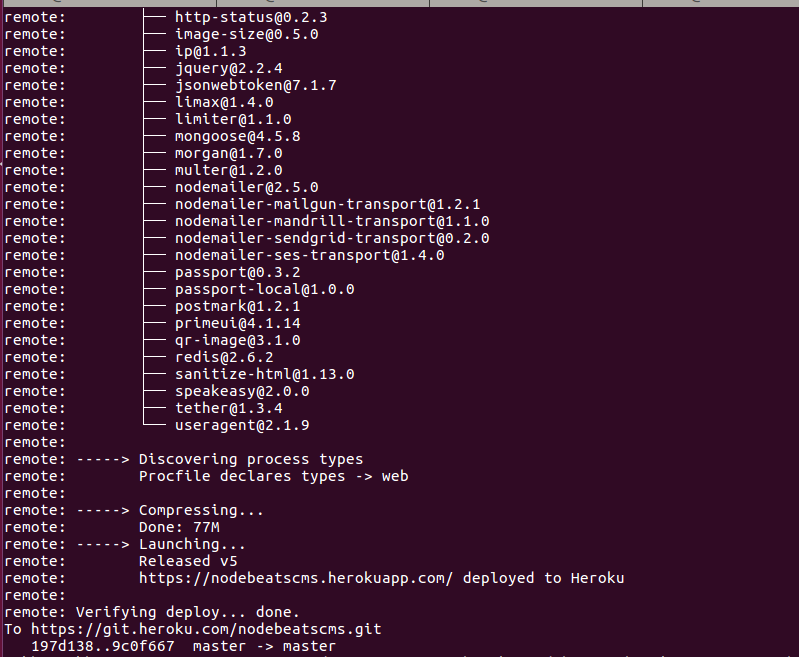 remote: ├── http-status@0.2.3
remote: ├── image-size@0.5.0
remote: ├── ip@1.1.3
remote: ├── jquery@2.2.4
remote: ├── jsonwebtoken@7.1.7
remote: ├── limax@1.4.0
remote: ├── limiter@1.1.0
remote: ├── mongoose@4.5.8
remote: ├── morgan@1.7.0
remote: ├── multer@1.2.0
remote: ├── nodemailer@2.5.0
remote: ├── nodemailer-mailgun-transport@1.2.1
remote: ├── nodemailer-mandrill-transport@1.1.0
remote: ├── nodemailer-sendgrid-transport@0.2.0
remote: ├── nodemailer-ses-transport@1.4.0
remote: ├── passport@0.3.2
remote: ├── passport-local@1.0.0
remote: ├── postmark@1.2.1
remote: ├── primeui@4.1.14
remote: ├── qr-image@3.1.0
remote: ├── redis@2.6.2
remote: ├── sanitize-html@1.13.0
remote: ├── speakeasy@2.0.0
remote: ├── tether@1.3.4
remote: └── useragent@2.1.9
remote:
remote: -----> Discovering process types
remote: Procfile declares types -> web
remote:
remote: -----> Compressing...
remote: Done: 77M
remote: -----> Launching...
remote: Released v5
remote: https://nodebeatscms.herokuapp.com/ deployed to Heroku
remote:
remote: Verifying deploy... done.
To https://git.heroku.com/nodebeatscms.git
197d138..9c0f667 master -> master